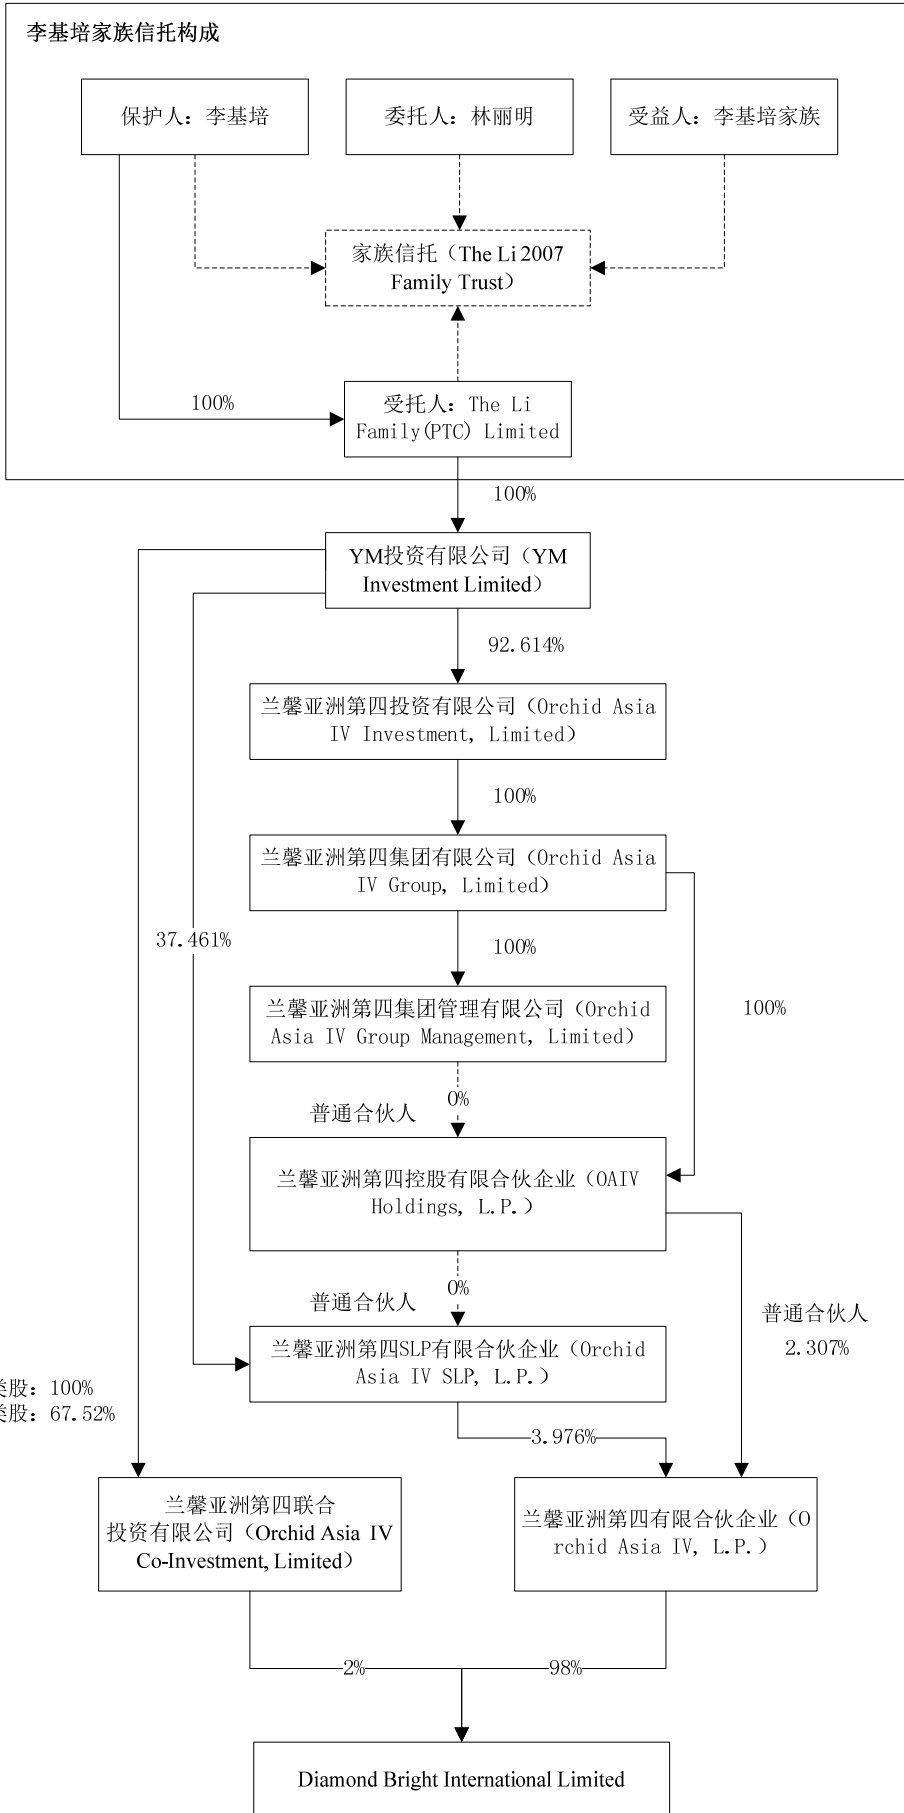 李基培家族信托构成
保护人：李基培
委托人：林丽明
受益人：李基培家族
家族信托（The Li 2007
Family Trust）
100%
受托人：The Li
Family(PTC) Limited
100%
YM投资有限公司（YM
Investment Limited）
92.614%
兰馨亚洲第四投资有限公司（Orchid Asia
IV Investment, Limited）
100%
兰馨亚洲第四集团有限公司（Orchid Asia
IV Group, Limited）
37.461%
100%
兰馨亚洲第四集团管理有限公司（Orchid
Asia IV Group Management, Limited）
100%
0%
普通合伙人
兰馨亚洲第四控股有限合伙企业（OAIV
Holdings, L.P.）
0%
普通合伙人
普通合伙人
2.307%
兰馨亚洲第四SLP有限合伙企业（Orchid
Asia IV SLP, L.P.）
类股：100%
类股：67.52%
3.976%
兰馨亚洲第四联合
投资有限公司（Orchid Asia IV
Co-Investment, Limited）
兰馨亚洲第四有限合伙企业（O
rchid Asia IV, L.P.）
2%
98%
Diamond Bright International Limited